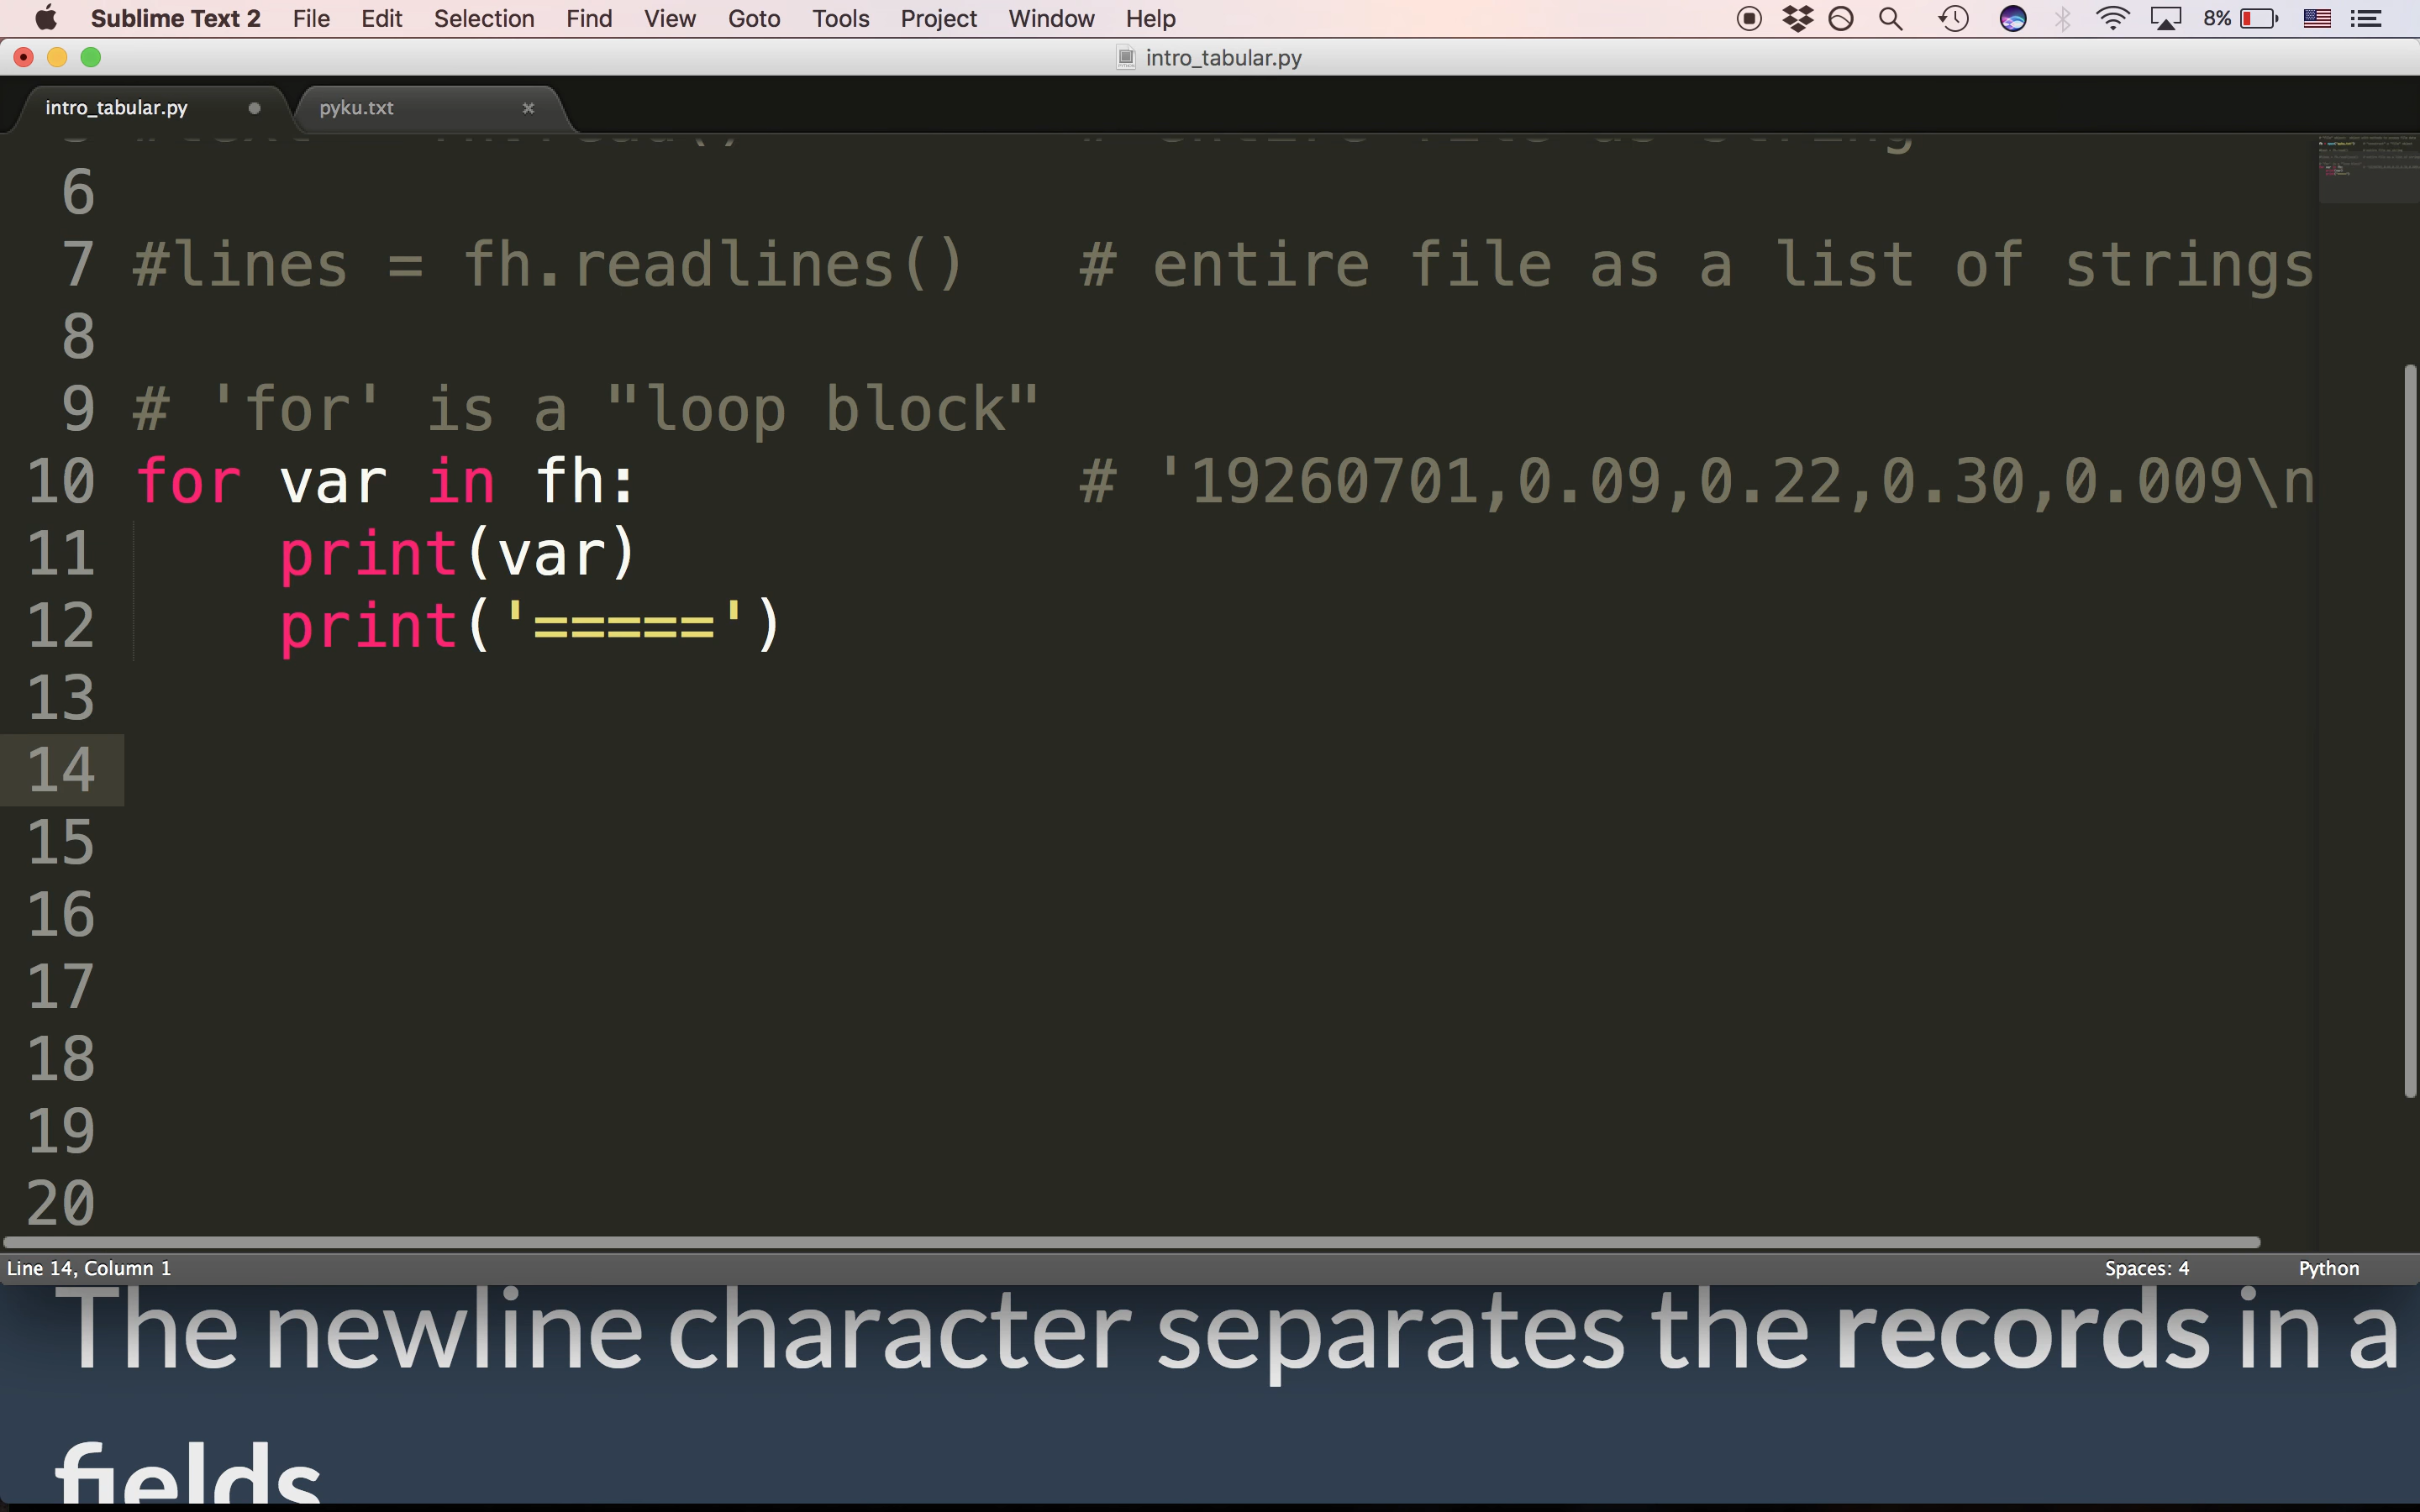 Sublime Text 2 File Edit Selection Find View Goto Tools Project Window Help 8%
intro_tabular.py
intro_tabular.py pyku.txt
6
7 #lines = fh.readlines() # entire file as a list of strings
8
9 # 'for' is a "loop block"
10 for var in fh: # '19260701,0.09,0.22,0.30,0.009\n
11 print(var)
12 print('=====')
13
14
15
16
17
18
19
20
Line 14, Column 1 Spaces: 4 Python
The newline character separates the records in a
fields